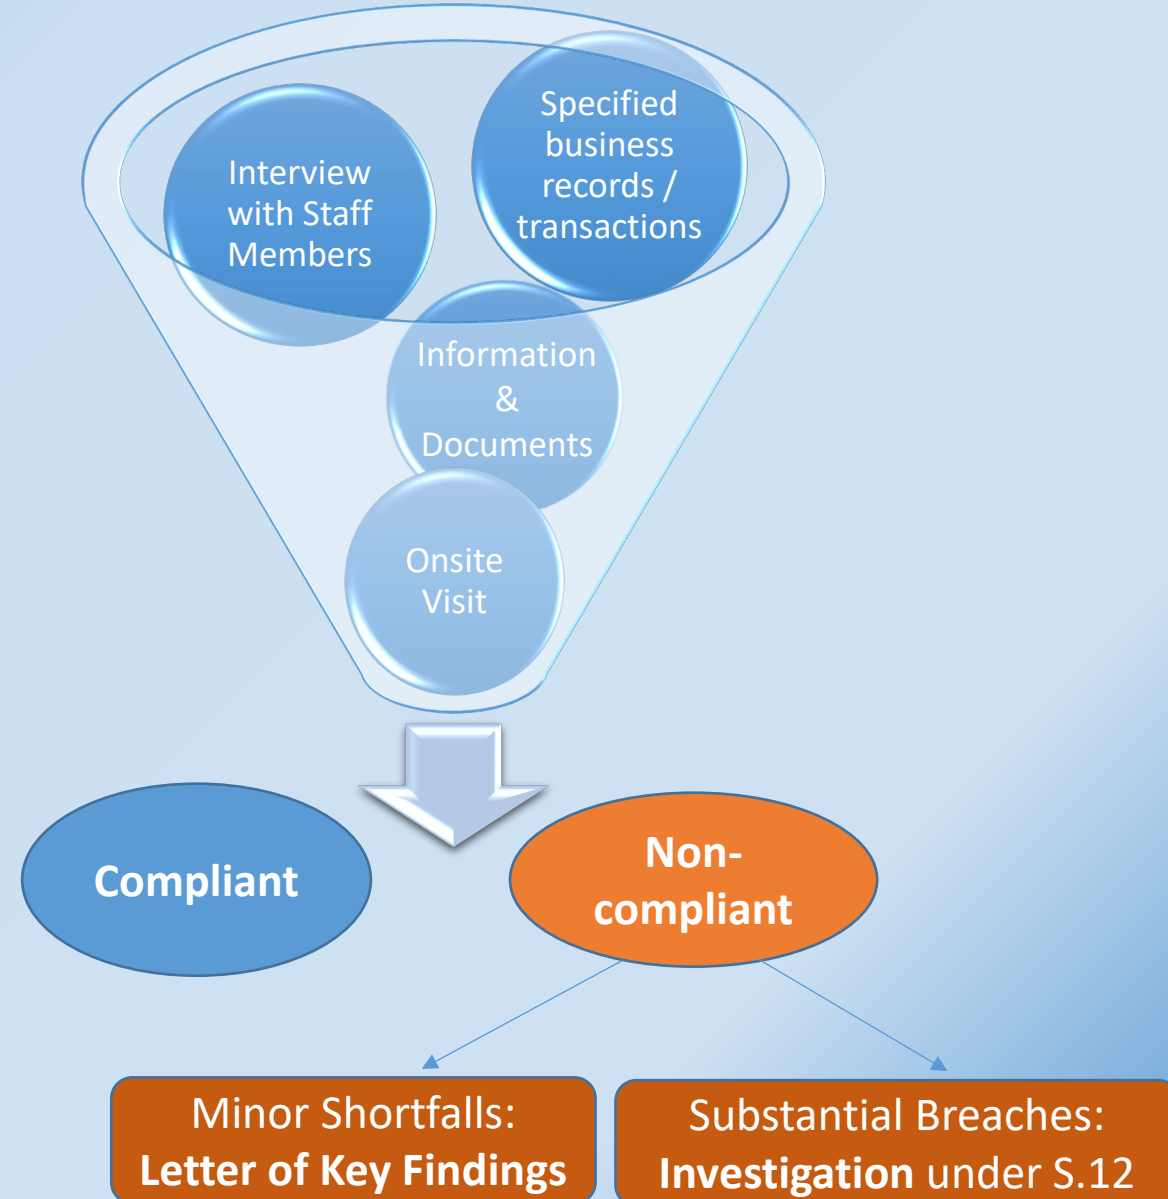 Interview
with Staff
Members
Specified
business
records /
transactions
Information
&
Documents
Onsite
Visit
Compliant
Non-
compliant
Minor Shortfalls:
Letter of Key Findings
Substantial Breaches:
Investigation under S.12